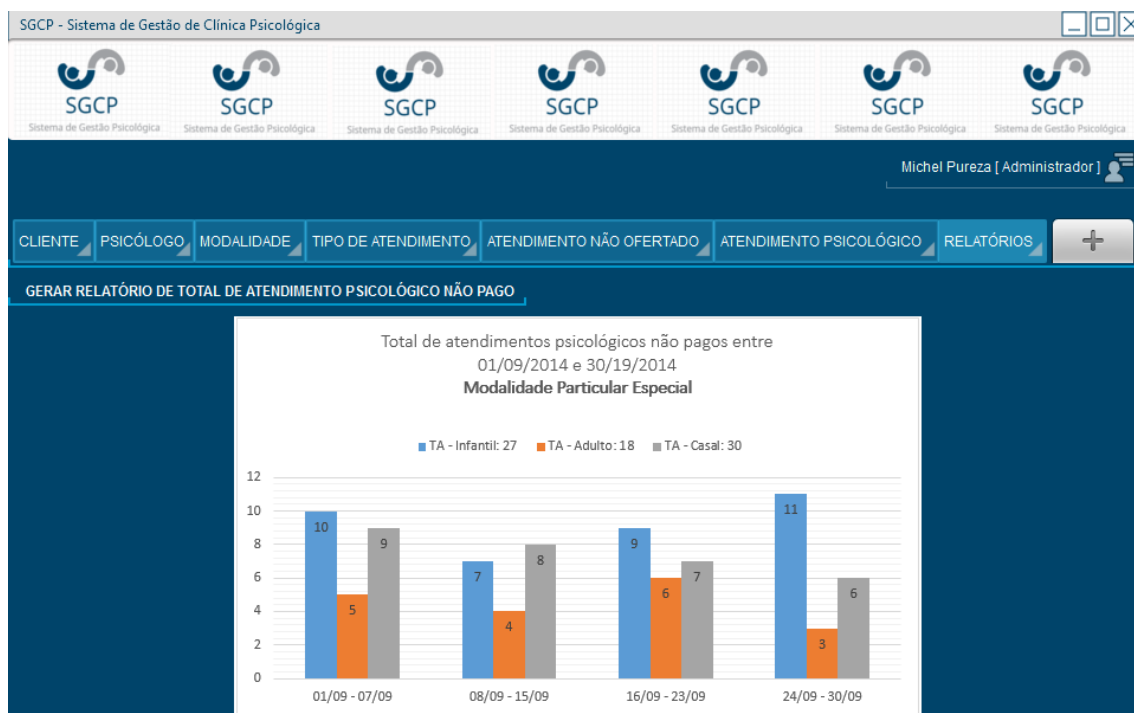 SGCP - Sistema de Gestão de Clínica Psicológica
SGCP SGCP SGCP SGCP SGCP SGCP SGCP
Sistema de Gestão Psicológica Sistema de Gestão Psicológica Sistema de Gestão Psicológica Sistema de Gestão Psicológica Sistema de Gestão Psicológica Sistema de Gestão Psicológica Sistema de Gestão Psicológica
Michel Pureza [ Administrador ]
CLIENTE PSICÓLOGO MODALIDADE TIPO DE ATENDIMENTO ATENDIMENTO NÃO OFERTADO ATENDIMENTO PSICOLÓGICO RELATÓRIOS
GERAR RELATÓRIO DE TOTAL DE ATENDIMENTO PSICOLÓGICO NÃO PAGO
Total de atendimentos psicológicos não pagos entre
01/09/2014 e 30/19/2014
Modalidade Particular Especial
TA - Infantil: 27 TA - Adulto: 18 TA - Casal: 30
12
10
8
6
4
2
0
10 5 9
7 4 8
9 6 7
11 3 6
01/09 - 07/09 08/09 - 15/09 16/09 - 23/09 24/09 - 30/09